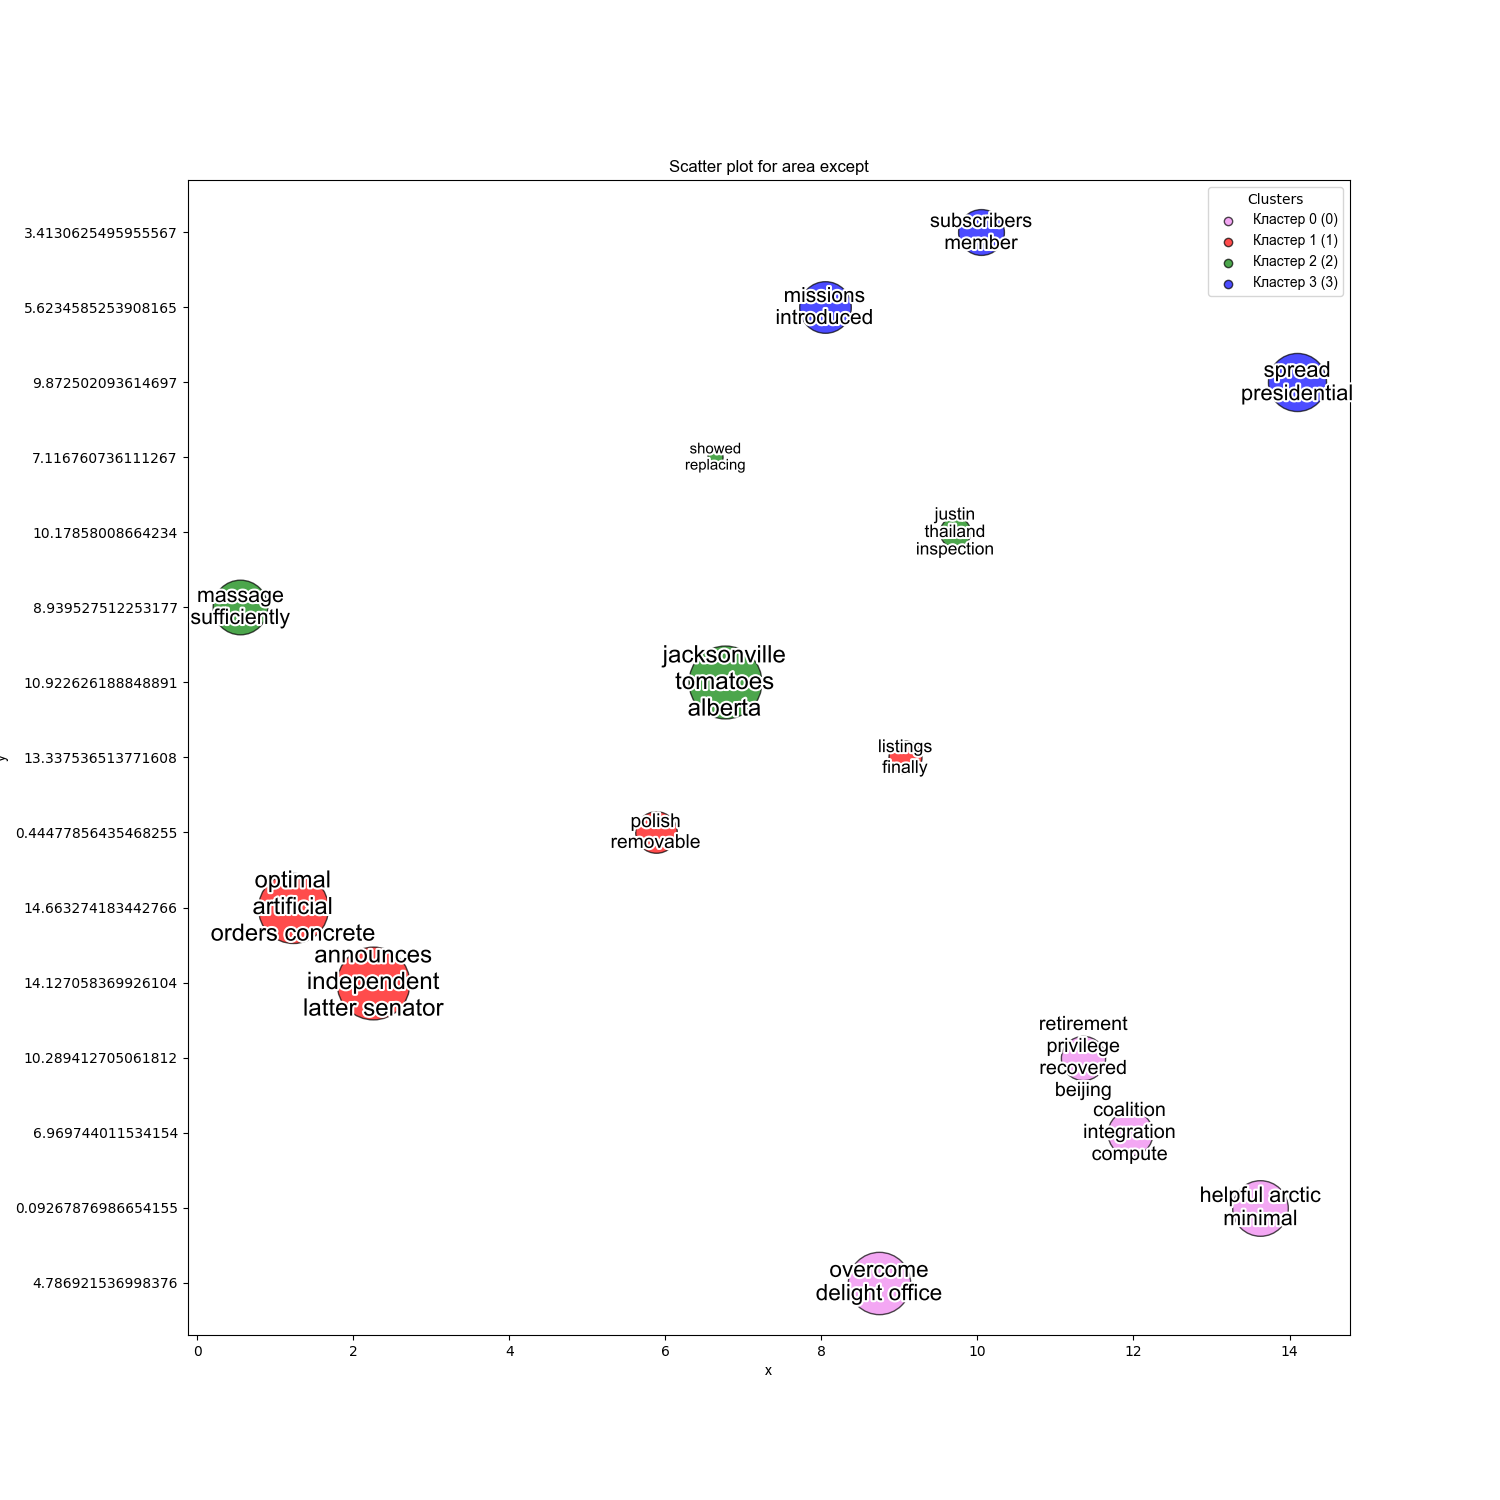 Scatter plot for area except
Clusters
Кластер 0 (0)
Кластер 1 (1)
Кластер 2 (2)
Кластер 3 (3)
subscribers
member
missions
introduced
spread
presidential
showed
replacing
justin
thailand
inspection
massage
sufficiently
jacksonville
tomatoes
alberta
listings
finally
polish
removable
optimal
artificial
orders concrete
announces
independent
latter senator
retirement
privilege
recovered
beijing
coalition
integration
compute
helpful arctic
minimal
overcome
delight office
3.4130625495955567
5.6234585253908165
9.872502093614697
7.116760736111267
10.17858008664234
8.939527512253177
10.922626188848891
13.337536513771608
0.44477856435468255
14.663274183442766
14.127058369926104
10.289412705061812
6.969744011534154
0.09267876986654155
4.786921536998376
y
0 2 4 6 8 10 12 14
x